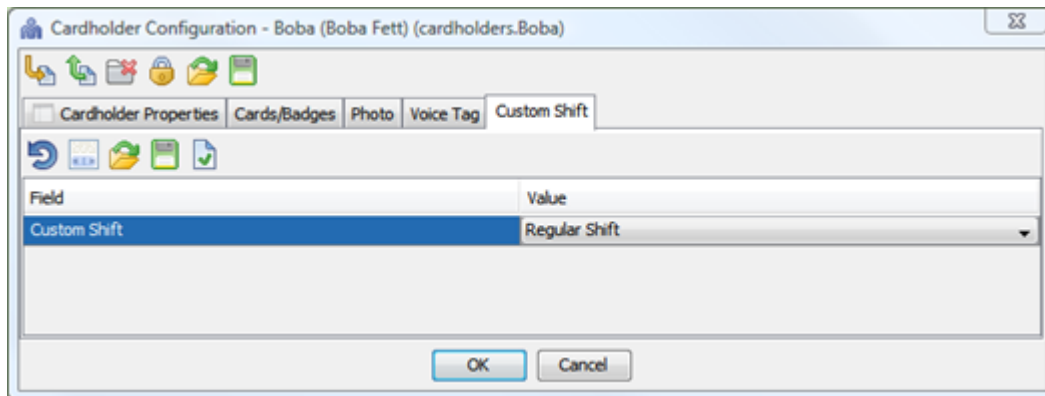 Cardholder Configuration - Boba (Boba Fett) (cardholders.Boba)
Cardholder Properties Cards/Badges Photo Voice Tag Custom Shift
Field Value
Custom Shift Regular Shift
OK Cancel